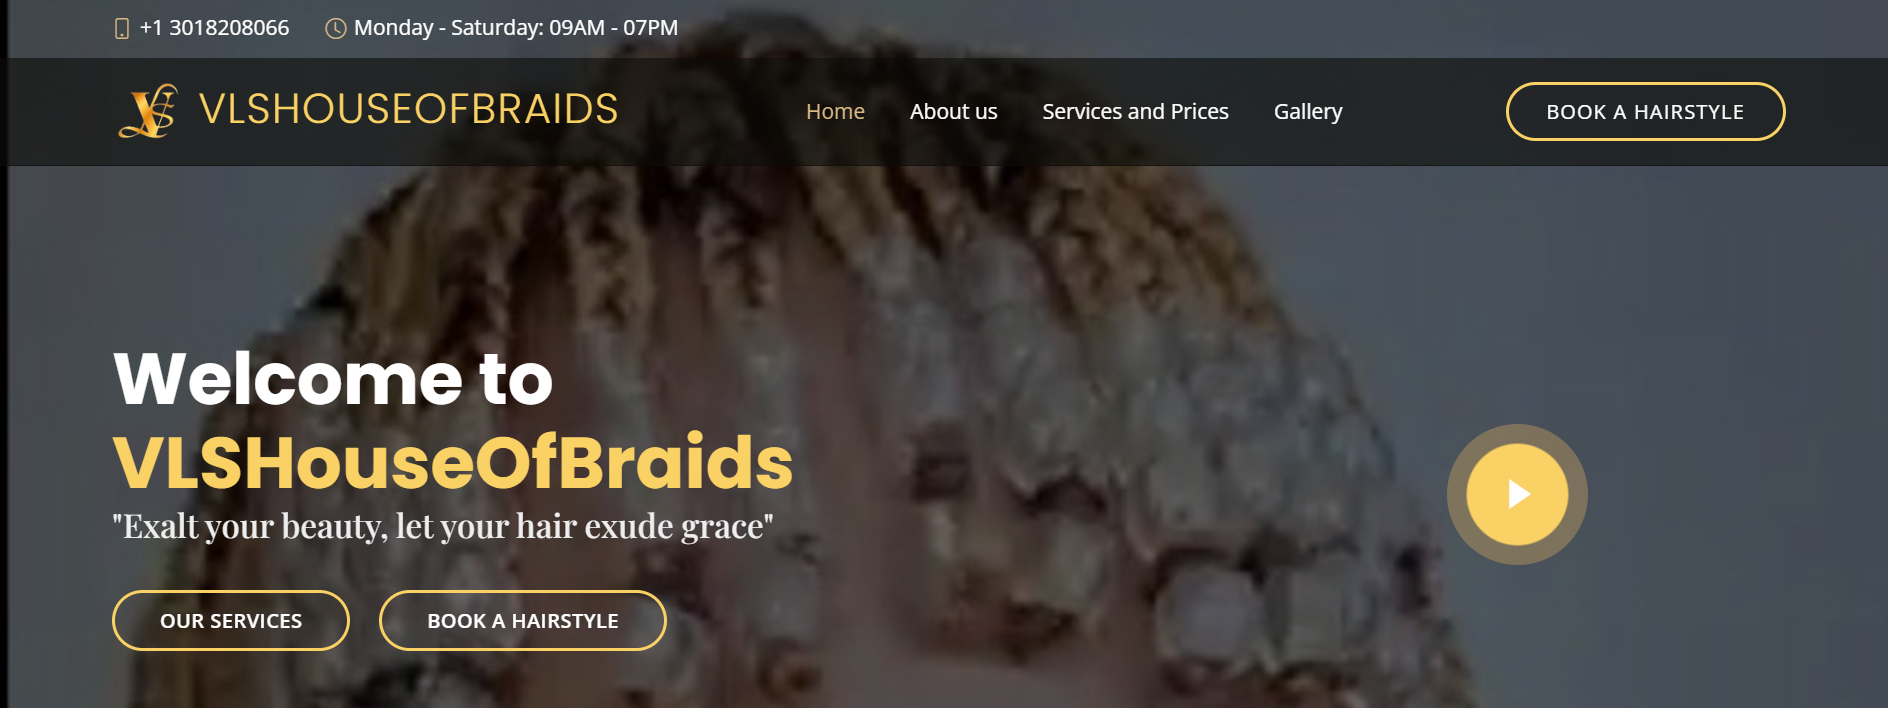 +1 3018208066 Monday - Saturday: 09AM - 07PM
VLSHOUSEOFBRAIDS Home About us Services and Prices Gallery BOOK A HAIRSTYLE
Welcome to
VLSHouseOfBraids
"Exalt your beauty, let your hair exude grace"
OUR SERVICES BOOK A HAIRSTYLE